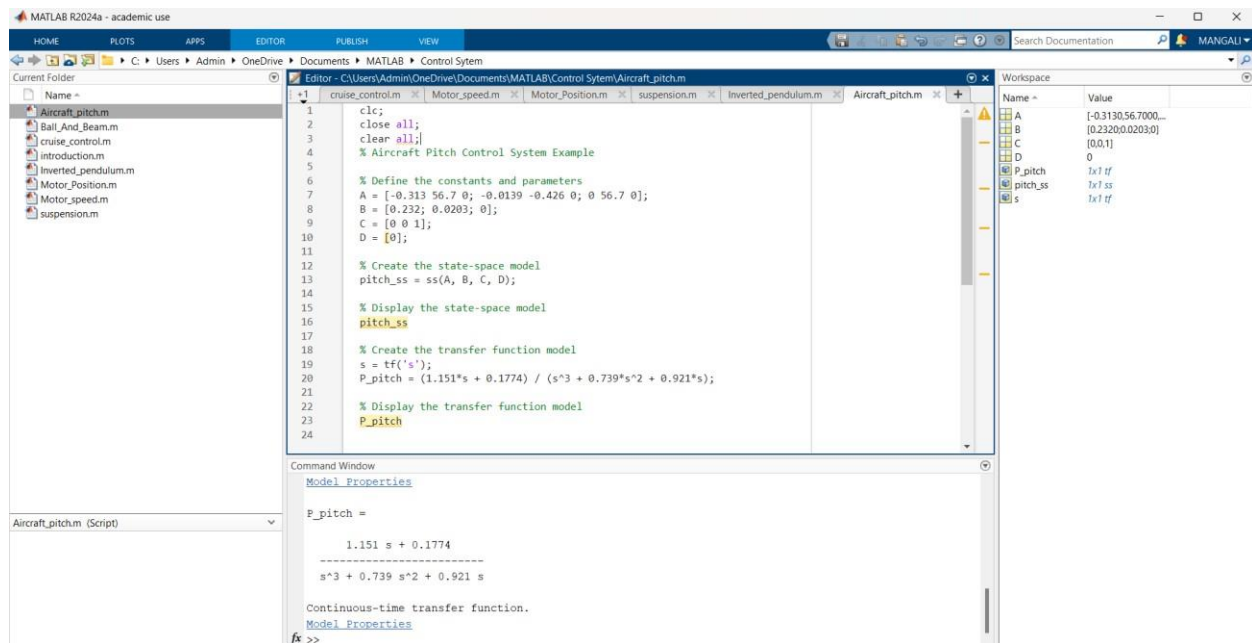 MATLAB R2024a - academic use
HOME PLOTS APPS EDITOR PUBLISH VIEW
Search Documentation
MANGALI
C: Users Admin OneDrive Documents MATLAB Control Sytem
Current Folder
Name
Aircraft_pitch.m
Ball_And_Beam.m
cruise_control.m
introduction.m
Inverted_pendulum.m
Motor_Position.m
Motor_speed.m
suspension.m
Aircraft_pitch.m (Script)
Editor - C:\Users\Admin\OneDrive\Documents\MATLAB\Control Sytem\Aircraft_pitch.m
+1 cruise_control.m Motor_speed.m Motor_Position.m suspension.m Inverted_pendulum.m Aircraft_pitch.m +
1 clc;
2 close all;
3 clear all;
4 % Aircraft Pitch Control System Example
5
6 % Define the constants and parameters
7 A = [-0.313 56.7 0; -0.0139 -0.426 0; 0 56.7 0];
8 B = [0.232; 0.0203; 0];
9 C = [0 0 1];
10 D = [0];
11
12 % Create the state-space model
13 pitch_ss = ss(A, B, C, D);
14
15 % Display the state-space model
16 pitch_ss
17
18 % Create the transfer function model
19 s = tf('s');
20 P_pitch = (1.151*s + 0.1774) / (s^3 + 0.739*s^2 + 0.921*s);
21
22 % Display the transfer function model
23 P_pitch
24
Command Window
Model Properties
P_pitch =
1.151 s + 0.1774
-------------------------
s^3 + 0.739 s^2 + 0.921 s
Continuous-time transfer function.
Model Properties
fx >>
Workspace
Name Value
A [-0.3130,56.7000,...
B [0.2320;0.0203;0]
C [0,0,1]
D 0
P_pitch 1x1 tf
pitch_ss 1x1 ss
s 1x1 tf